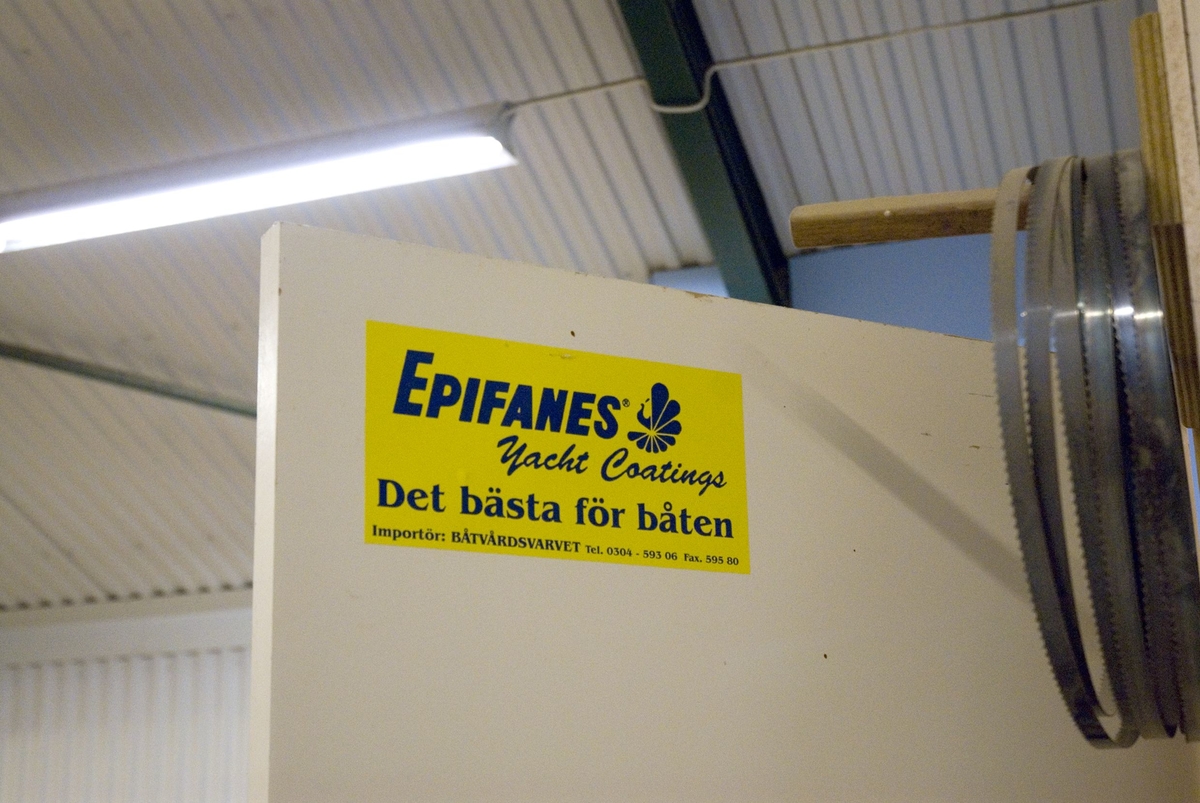 EPIFANES®
Yacht Coatings
Det bästa för båten
Importör: BÅTVÅRDSVARVET Tel. 0304 - 593 06 Fax. 595 80